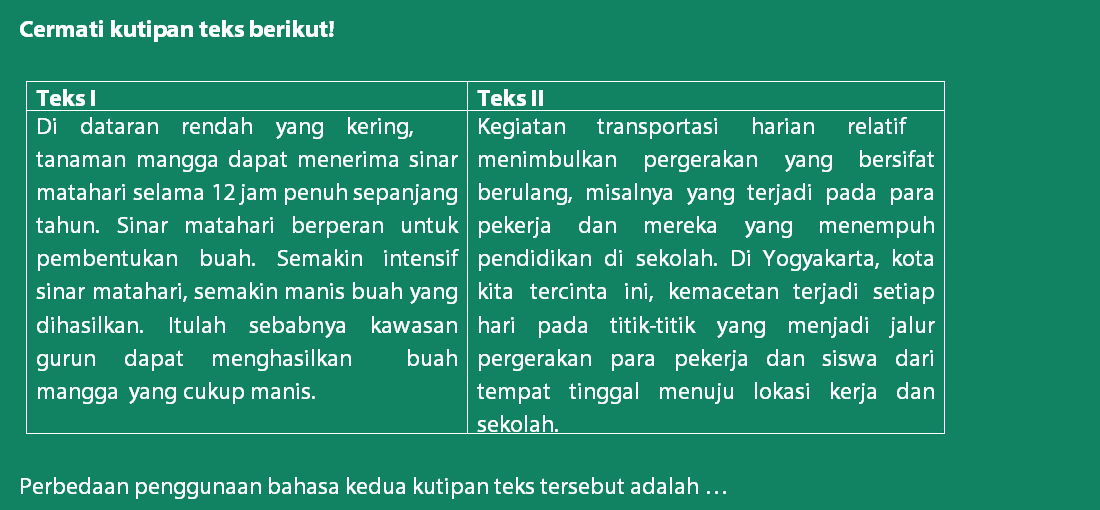 Cermati kutipan teks berikut!
Teks I
Di dataran rendah yang kering,
tanaman mangga dapat menerima sinar
matahari selama 12 jam penuh sepanjang
tahun. Sinar matahari berperan untuk
pembentukan buah. Semakin intensif
sinar matahari, semakin manis buah yang
dihasilkan. Itulah sebabnya kawasan
gurun dapat menghasilkan buah
mangga yang cukup manis.
Teks II
Kegiatan transportasi harian relatif
menimbulkan pergerakan yang bersifat
berulang, misalnya yang terjadi pada para
pekerja dan mereka yang menempuh
pendidikan di sekolah. Di Yogyakarta, kota
kita tercinta ini, kemacetan terjadi setiap
hari pada titik-titik yang menjadi jalur
pergerakan para pekerja dan siswa dari
tempat tinggal menuju lokasi kerja dan
sekolah.
Perbedaan penggunaan bahasa kedua kutipan teks tersebut adalah …